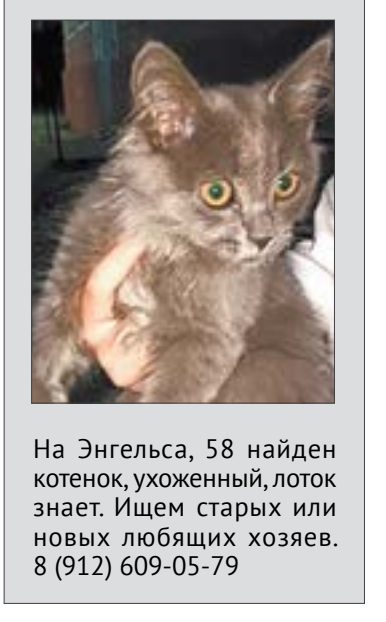 На Энгельса, 58 найден
котенок, ухоженный, лоток
знает. Ищем старых или
новых любящих хозяев.
8 (912) 609-05-79